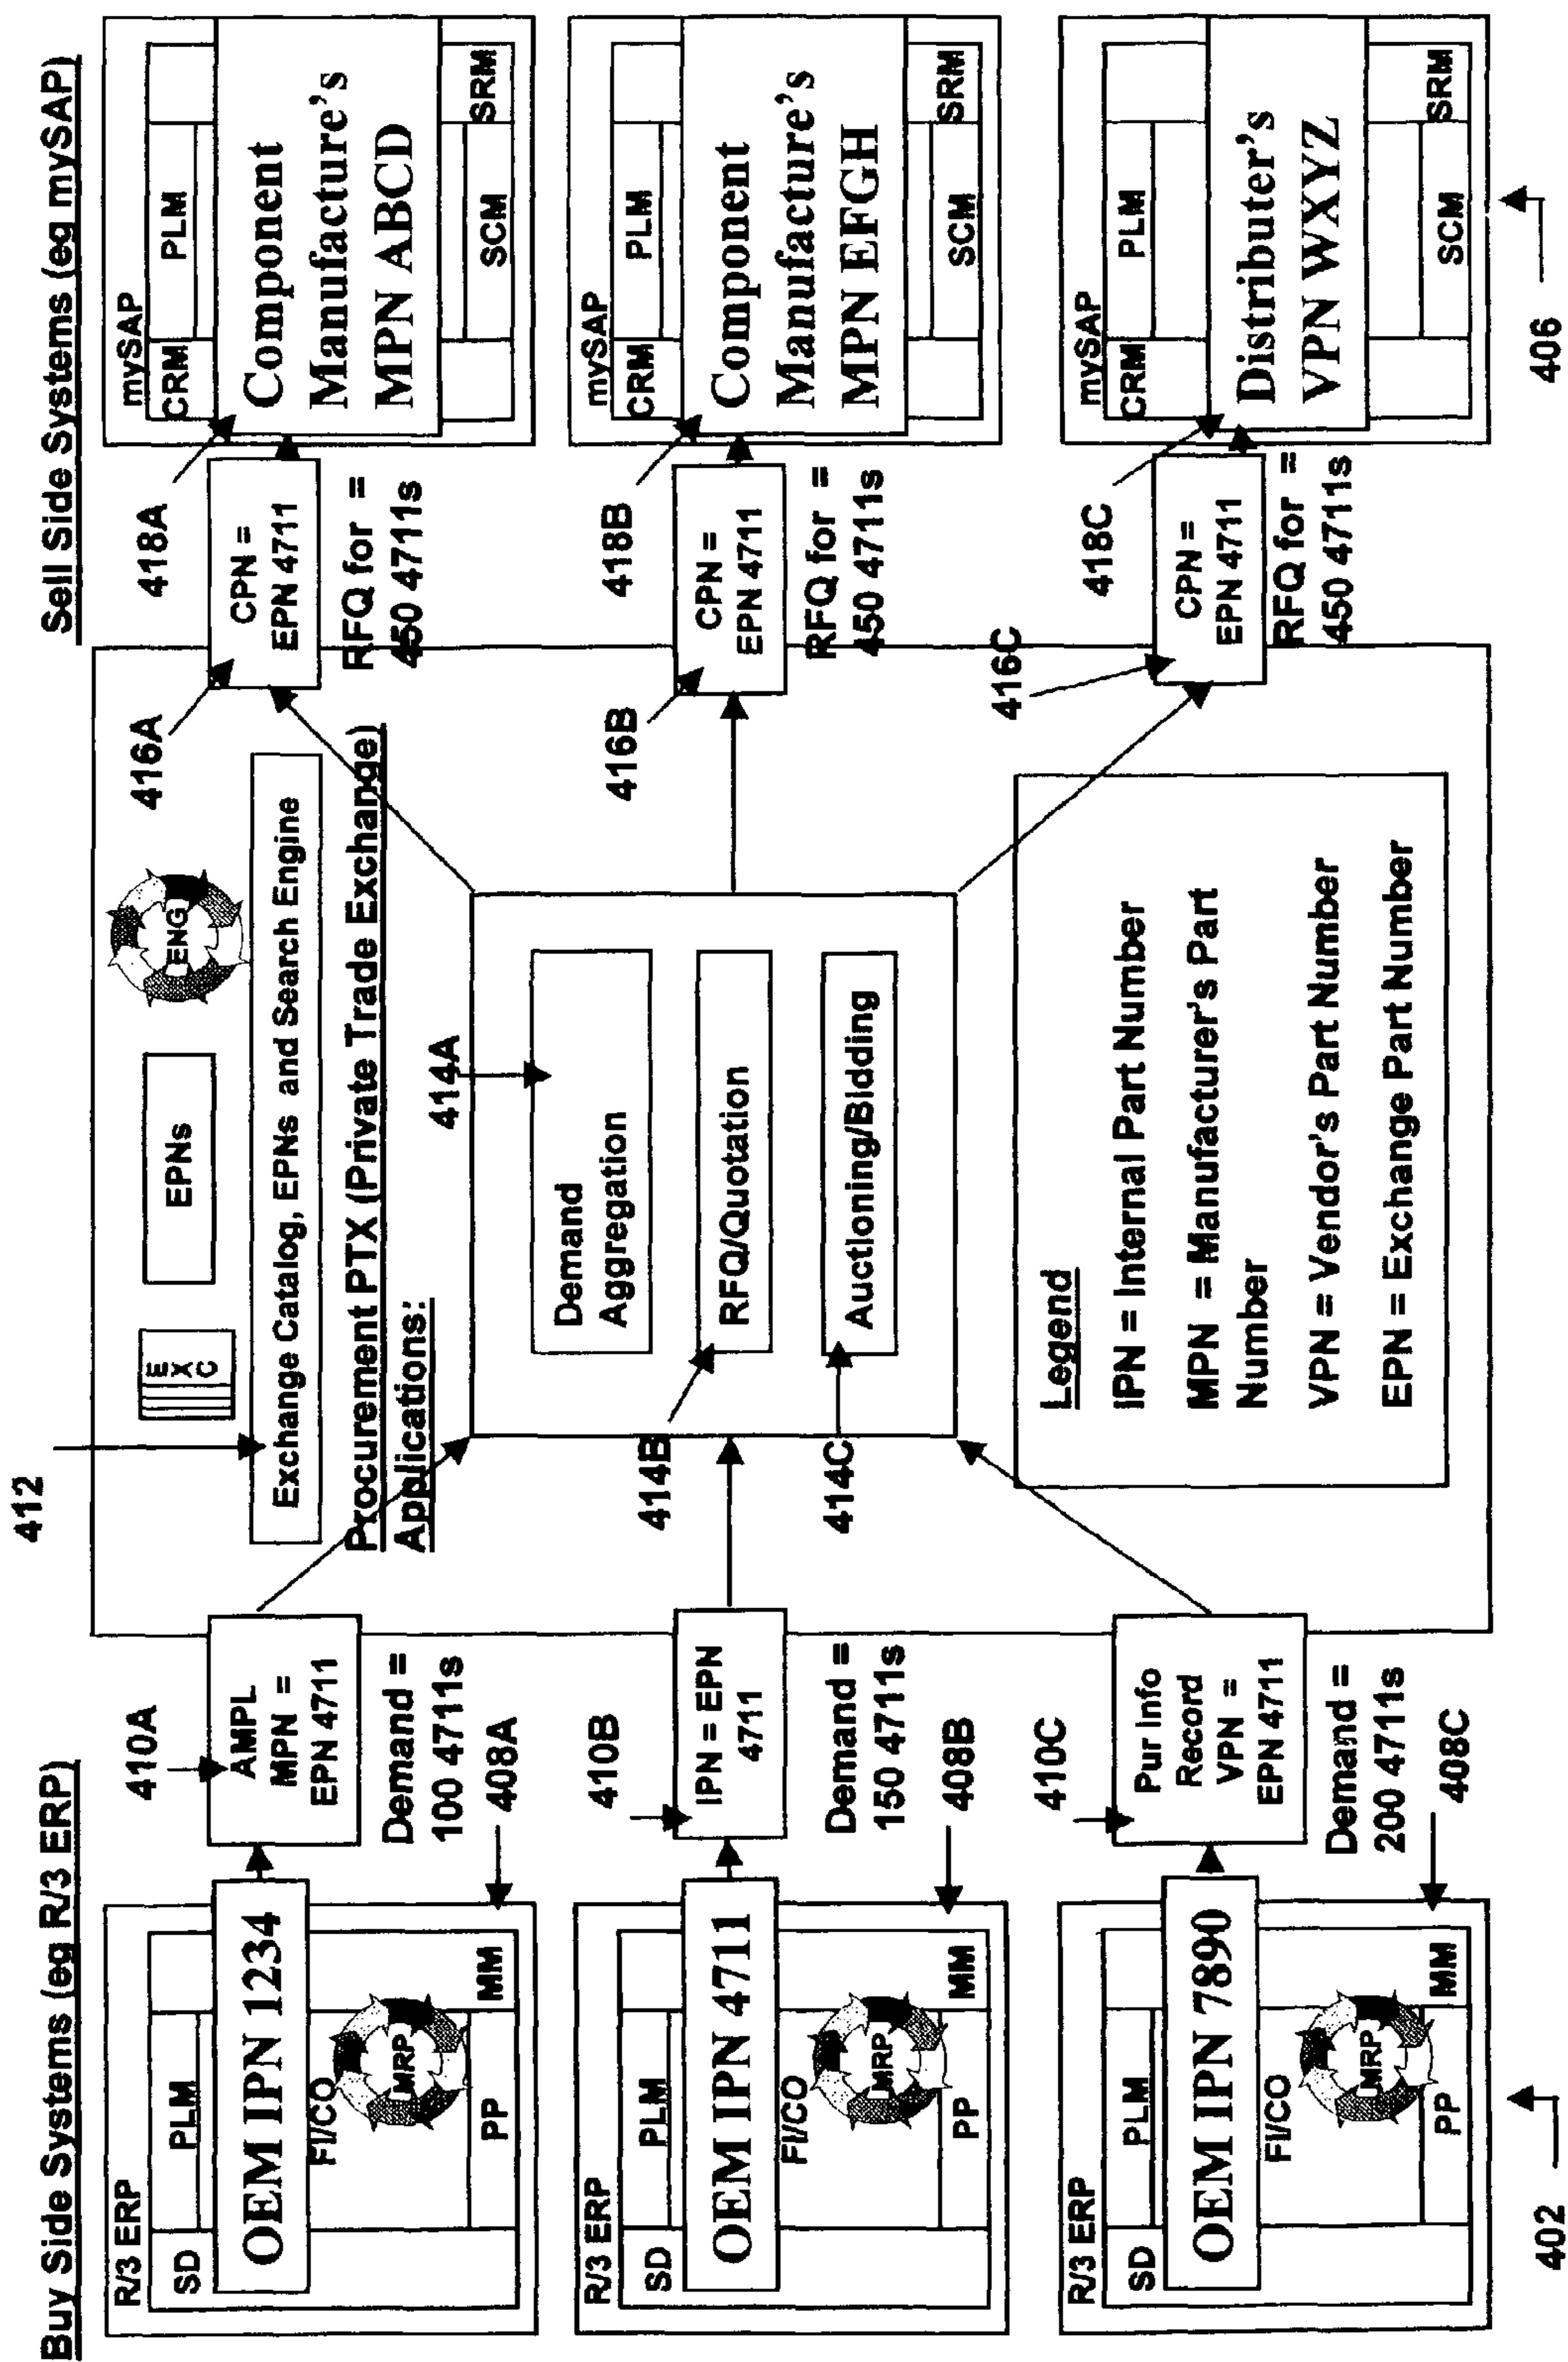 Buy Side Systems (eg R/3 ERP)
Sell Side Systems (eg mySAP)
412
R/3 ERP
SD
PLM
OEM IPN 1234
FI/CO
MRP
PP
MM
410A
AMPL
MPN =
EPN 4711
Demand =
100 4711s
408A
R/3 ERP
SD
PLM
OEM IPN 4711
FI/CO
MRP
PP
MM
410B
IPN = EPN
4711
Demand =
150 4711s
408B
R/3 ERP
SD
PLM
OEM IPN 7890
FI/CO
MRP
PP
MM
410C
Pur Info
Record
VPN =
EPN 4711
Demand =
200 4711s
408C
402
EXC
EPNs
ENG
Exchange Catalog, EPNs and Search Engine
Procurement PTX (Private Trade Exchange)
Applications:
414A
Demand
Aggregation
414B
RFQ/Quotation
414C
Auctioning/Bidding
Legend
IPN = Internal Part Number
MPN = Manufacturer's Part
Number
VPN = Vendor's Part Number
EPN = Exchange Part Number
416A
CPN =
EPN 4711
RFQ for =
450 4711s
418A
mySAP
CRM
PLM
Component
Manufacture's
MPN ABCD
SCM
SRM
416B
CPN =
EPN 4711
RFQ for =
450 4711s
418B
mySAP
CRM
PLM
Component
Manufacture's
MPN EFGH
SCM
SRM
416C
CPN =
EPN 4711
RFQ for =
450 4711s
418C
mySAP
CRM
PLM
Distributer's
VPN WXYZ
SCM
SRM
406